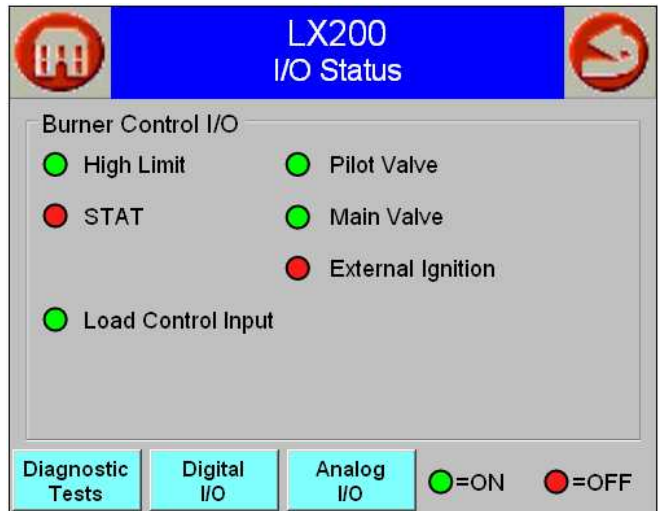 LX200
I/O Status
Burner Control I/O
High Limit
Pilot Valve
STAT
Main Valve
External Ignition
Load Control Input
Diagnostic
Tests
Digital
I/O
Analog
I/O
=ON
=OFF